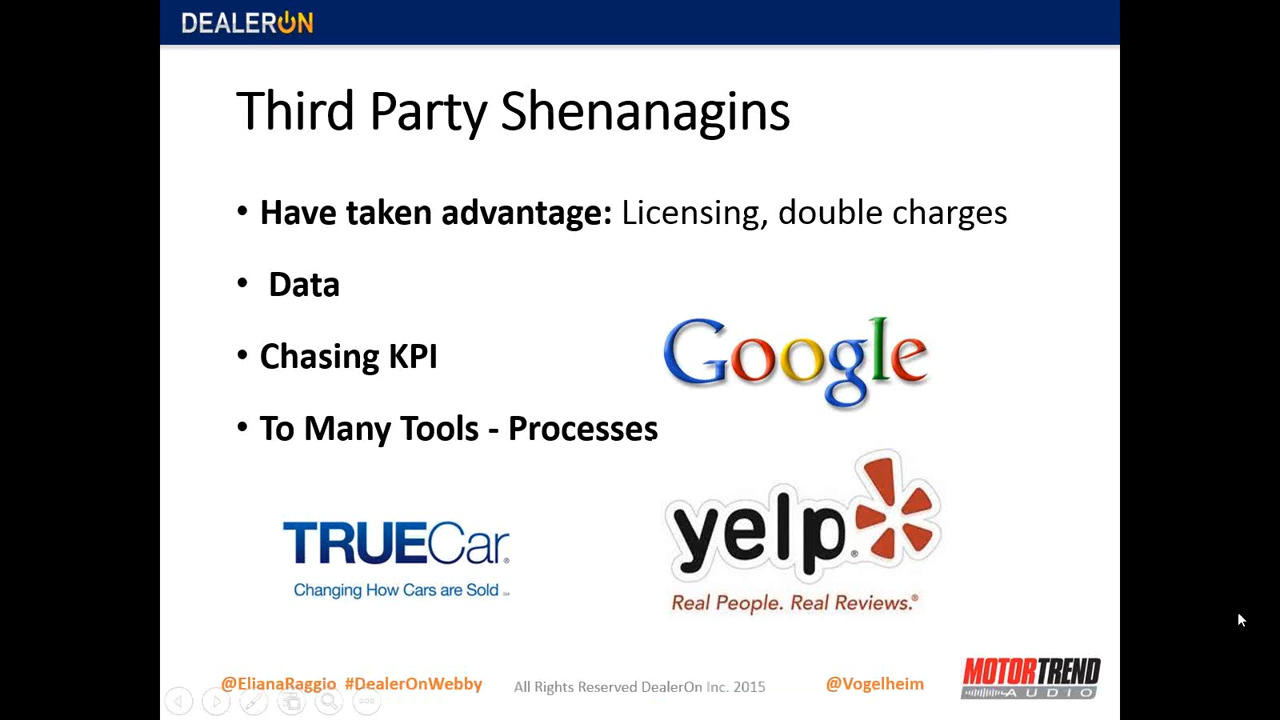 DEALERON
Third Party Shenanagins
• Have taken advantage: Licensing, double charges
• Data
• Chasing KPI
• To Many Tools - Processes
Google
yelp®
Real People. Real Reviews.®
TRUECar®
Changing How Cars are Sold
@ElianaRaggio #DealerOnWebby
All Rights Reserved DealerOn Inc. 2015
@Vogelheim
MOTORTREND
AUDIO